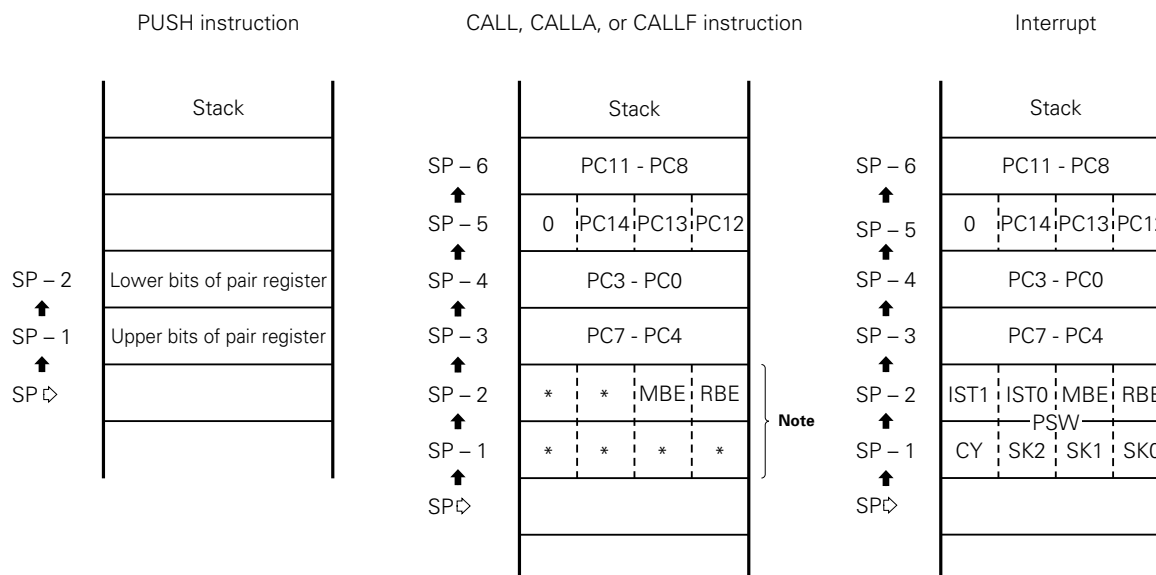 PUSH instruction
Stack
SP – 2 Lower bits of pair register
SP – 1 Upper bits of pair register
SP
CALL, CALLA, or CALLF instruction
Stack
SP – 6 PC11 - PC8
SP – 5 0 PC14 PC13 PC12
SP – 4 PC3 - PC0
SP – 3 PC7 - PC4
SP – 2 * * MBE RBE
Note
SP – 1 * * * *
SP
Interrupt
Stack
SP – 6 PC11 - PC8
SP – 5 0 PC14 PC13
SP – 4 PC3 - PC0
SP – 3 PC7 - PC4
SP – 2 IST1 IST0 MBE RBE
PSW
SP – 1 CY SK2 SK1 SK0
SP